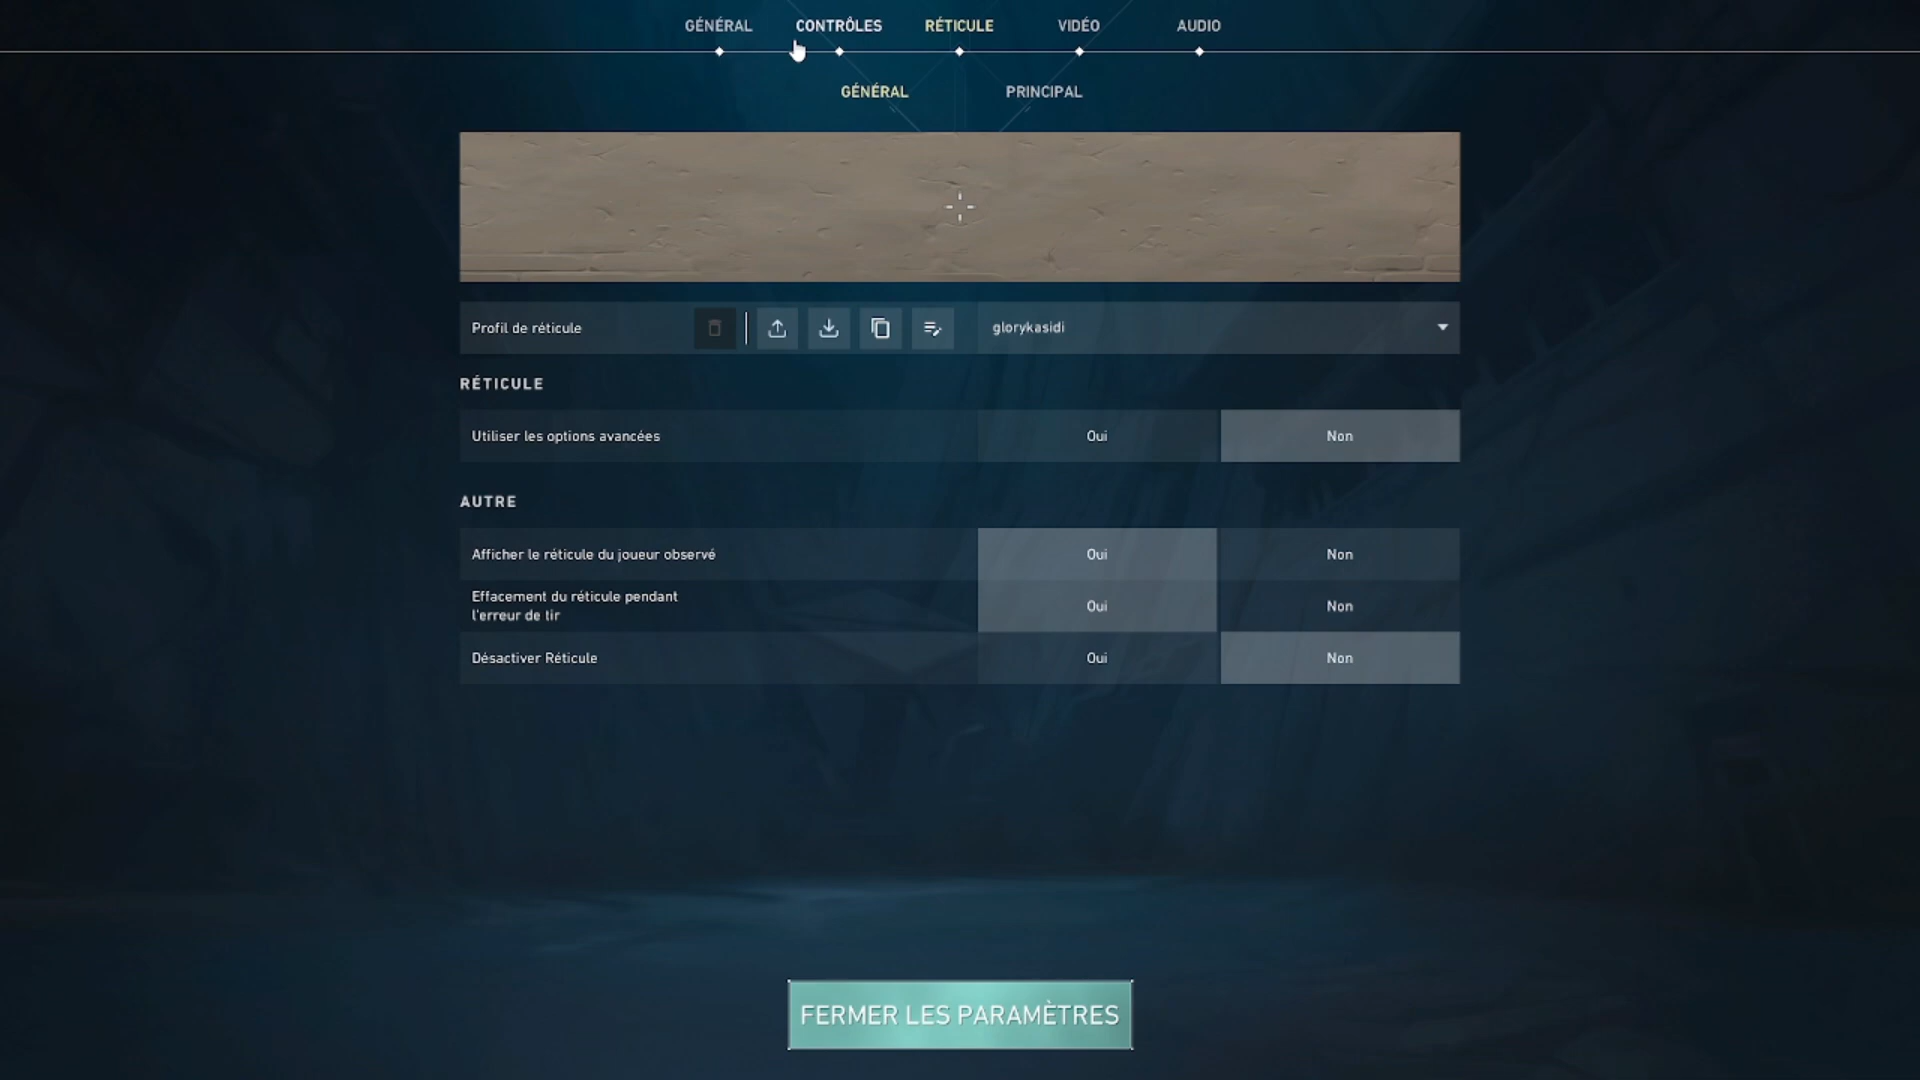 GÉNÉRAL CONTRÔLES RÉTICULE VIDÉO AUDIO
GÉNÉRAL PRINCIPAL
Profil de réticule glorykasidi
RÉTICULE
Utiliser les options avancées Oui Non
AUTRE
Afficher le réticule du joueur observé Oui Non
Effacement du réticule pendant
l'erreur de tir Oui Non
Désactiver Réticule Oui Non
FERMER LES PARAMÈTRES